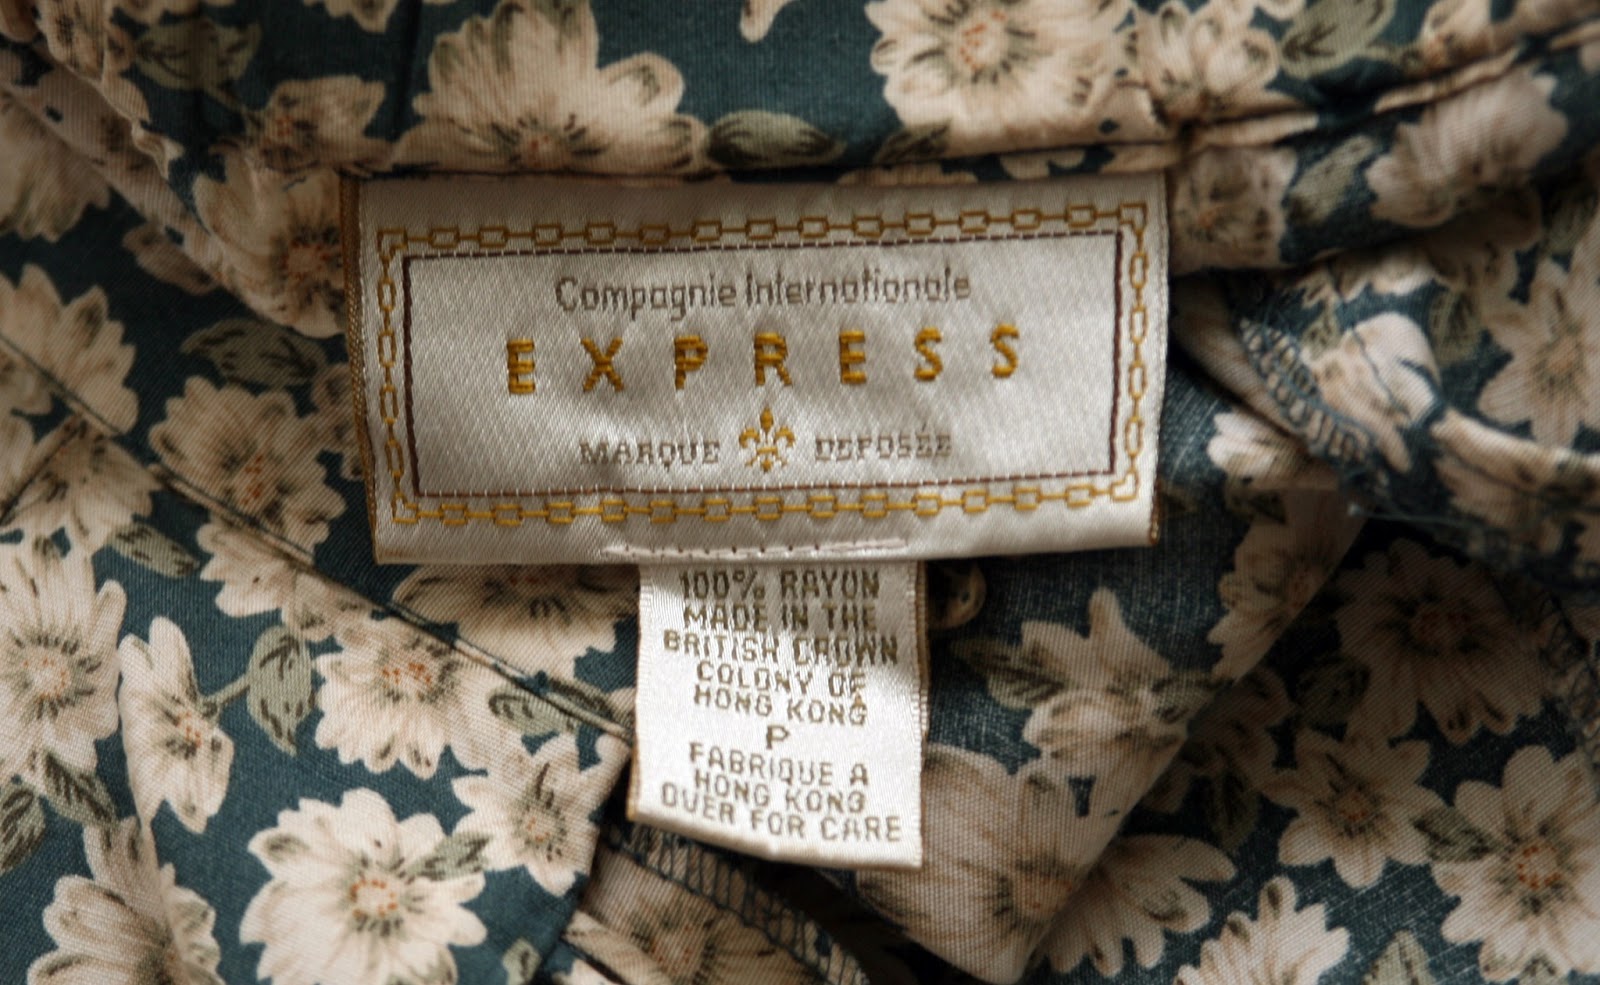 Compagnie Internationale
EXPRESS
MARQUE DEPOSÉE
100% RAYON
MADE IN THE
BRITISH CROWN
COLONY OF
HONG KONG
P
FABRIQUE A
HONG KONG
OVER FOR CARE